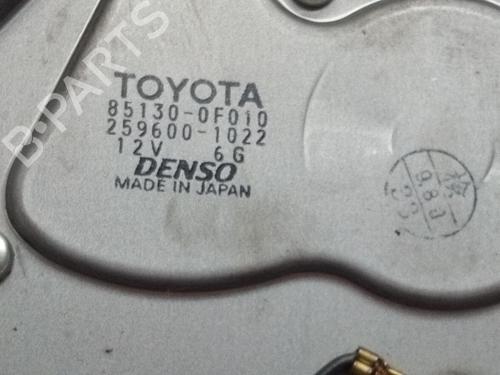 B-PARTS
TOYOTA
85130-0F010
259600-1022
12V 6G
DENSO
MADE IN JAPAN